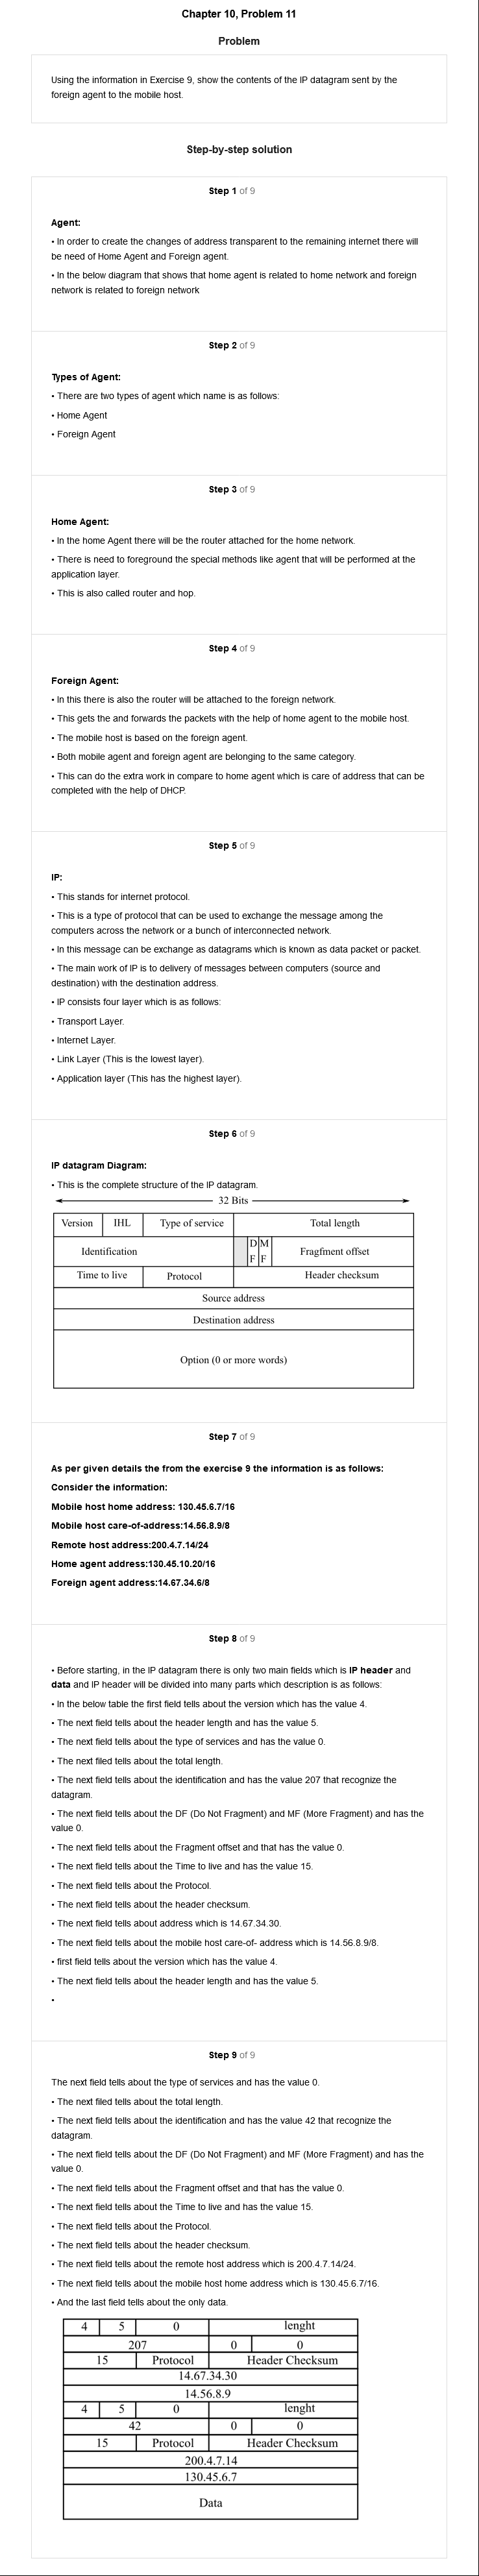 Chapter 10, Problem 11
Problem
Using the information in Exercise 9, show the contents of the IP datagram sent by the
foreign agent to the mobile host.
Step-by-step solution
Step 1 of 9
Agent:
• In order to create the changes of address transparent to the remaining internet there will
be need of Home Agent and Foreign agent.
• In the below diagram that shows that home agent is related to home network and foreign
network is related to foreign network
Step 2 of 9
Types of Agent:
• There are two types of agent which name is as follows:
• Home Agent
• Foreign Agent
Step 3 of 9
Home Agent:
• In the home Agent there will be the router attached for the home network.
• There is need to foreground the special methods like agent that will be performed at the
application layer.
• This is also called router and hop.
Step 4 of 9
Foreign Agent:
• In this there is also the router will be attached to the foreign network.
• This gets the and forwards the packets with the help of home agent to the mobile host.
• The mobile host is based on the foreign agent.
• Both mobile agent and foreign agent are belonging to the same category.
• This can do the extra work in compare to home agent which is care of address that can be
completed with the help of DHCP.
Step 5 of 9
IP:
• This stands for internet protocol.
• This is a type of protocol that can be used to exchange the message among the
computers across the network or a bunch of interconnected network.
• In this message can be exchange as datagrams which is known as data packet or packet.
• The main work of IP is to delivery of messages between computers (source and
destination) with the destination address.
• IP consists four layer which is as follows:
• Transport Layer.
• Internet Layer.
• Link Layer (This is the lowest layer).
• Application layer (This has the highest layer).
Step 6 of 9
IP datagram Diagram:
• This is the complete structure of the IP datagram.
32 Bits
Version IHL Type of service Total length
Identification D F M F Fragfment offset
Time to live Protocol Header checksum
Source address
Destination address
Option (0 or more words)
Step 7 of 9
As per given details the from the exercise 9 the information is as follows:
Consider the information:
Mobile host home address: 130.45.6.7/16
Mobile host care-of-address:14.56.8.9/8
Remote host address:200.4.7.14/24
Home agent address:130.45.10.20/16
Foreign agent address:14.67.34.6/8
Step 8 of 9
• Before starting, in the IP datagram there is only two main fields which is IP header and
data and IP header will be divided into many parts which description is as follows:
• In the below table the first field tells about the version which has the value 4.
• The next field tells about the header length and has the value 5.
• The next field tells about the type of services and has the value 0.
• The next filed tells about the total length.
• The next field tells about the identification and has the value 207 that recognize the
datagram.
• The next field tells about the DF (Do Not Fragment) and MF (More Fragment) and has the
value 0.
• The next field tells about the Fragment offset and that has the value 0.
• The next field tells about the Time to live and has the value 15.
• The next field tells about the Protocol.
• The next field tells about the header checksum.
• The next field tells about address which is 14.67.34.30.
• The next field tells about the mobile host care-of- address which is 14.56.8.9/8.
• first field tells about the version which has the value 4.
• The next field tells about the header length and has the value 5.
•
Step 9 of 9
The next field tells about the type of services and has the value 0.
• The next filed tells about the total length.
• The next field tells about the identification and has the value 42 that recognize the
datagram.
• The next field tells about the DF (Do Not Fragment) and MF (More Fragment) and has the
value 0.
• The next field tells about the Fragment offset and that has the value 0.
• The next field tells about the Time to live and has the value 15.
• The next field tells about the Protocol.
• The next field tells about the header checksum.
• The next field tells about the remote host address which is 200.4.7.14/24.
• The next field tells about the mobile host home address which is 130.45.6.7/16.
• And the last field tells about the only data.
4 5 0 lenght
207 0 0
15 Protocol Header Checksum
14.67.34.30
14.56.8.9
4 5 0 lenght
42 0 0
15 Protocol Header Checksum
200.4.7.14
130.45.6.7
Data